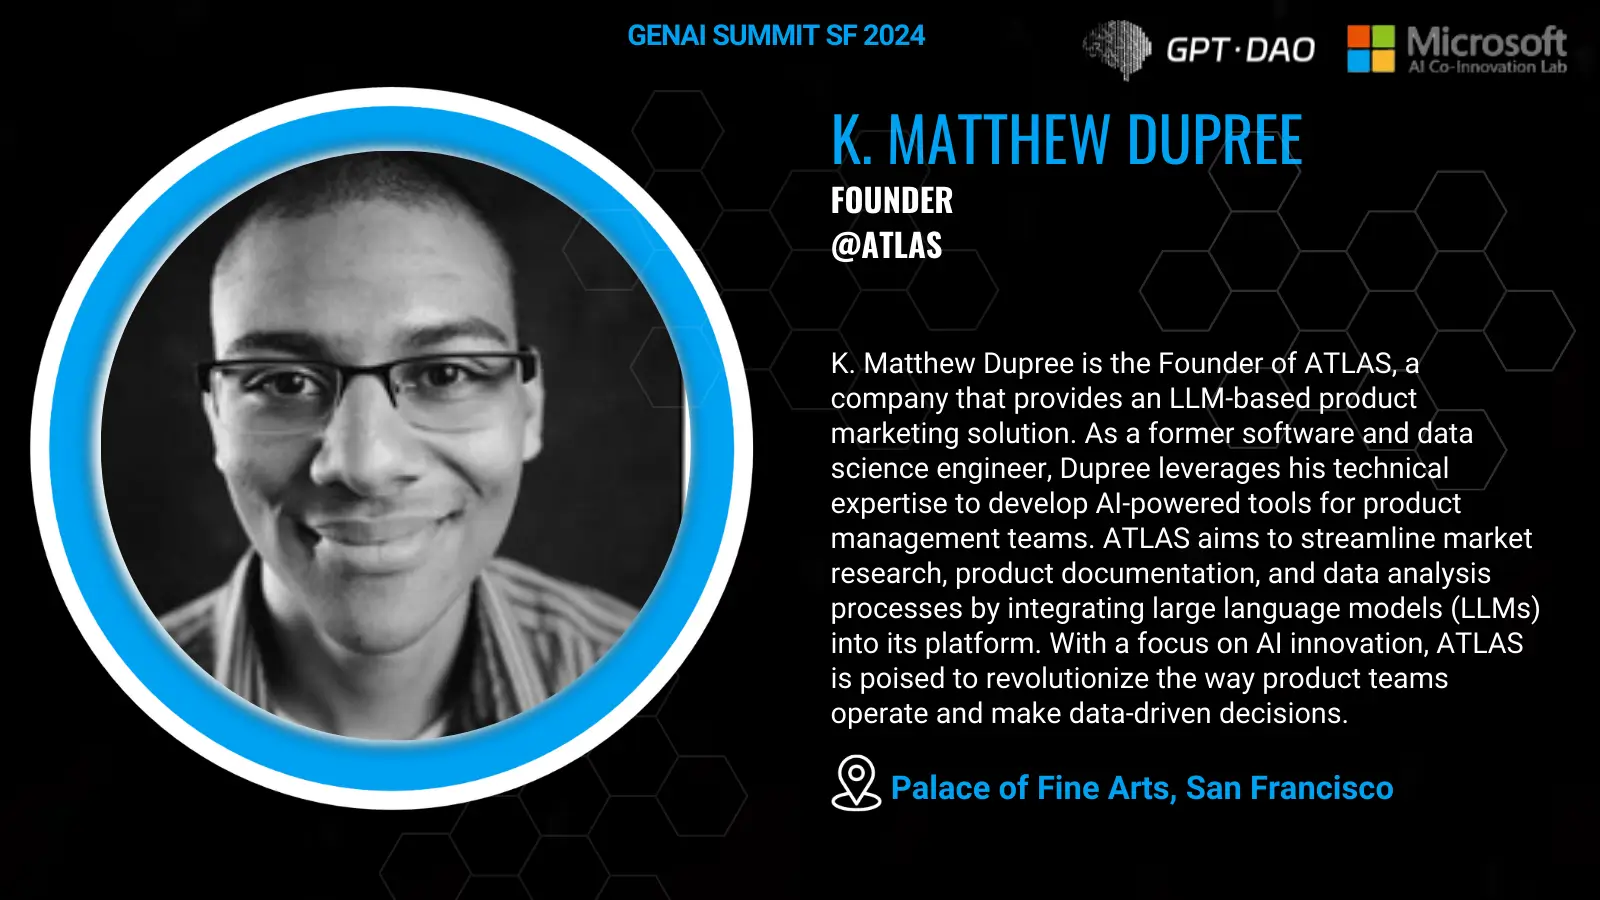 GENAI SUMMIT SF 2024
GPT·DAO
Microsoft
AI Co-Innovation Lab
K. MATTHEW DUPREE
FOUNDER
@ATLAS
K. Matthew Dupree is the Founder of ATLAS, a
company that provides an LLM-based product
marketing solution. As a former software and data
science engineer, Dupree leverages his technical
expertise to develop AI-powered tools for product
management teams. ATLAS aims to streamline market
research, product documentation, and data analysis
processes by integrating large language models (LLMs)
into its platform. With a focus on AI innovation, ATLAS
is poised to revolutionize the way product teams
operate and make data-driven decisions.
Palace of Fine Arts, San Francisco